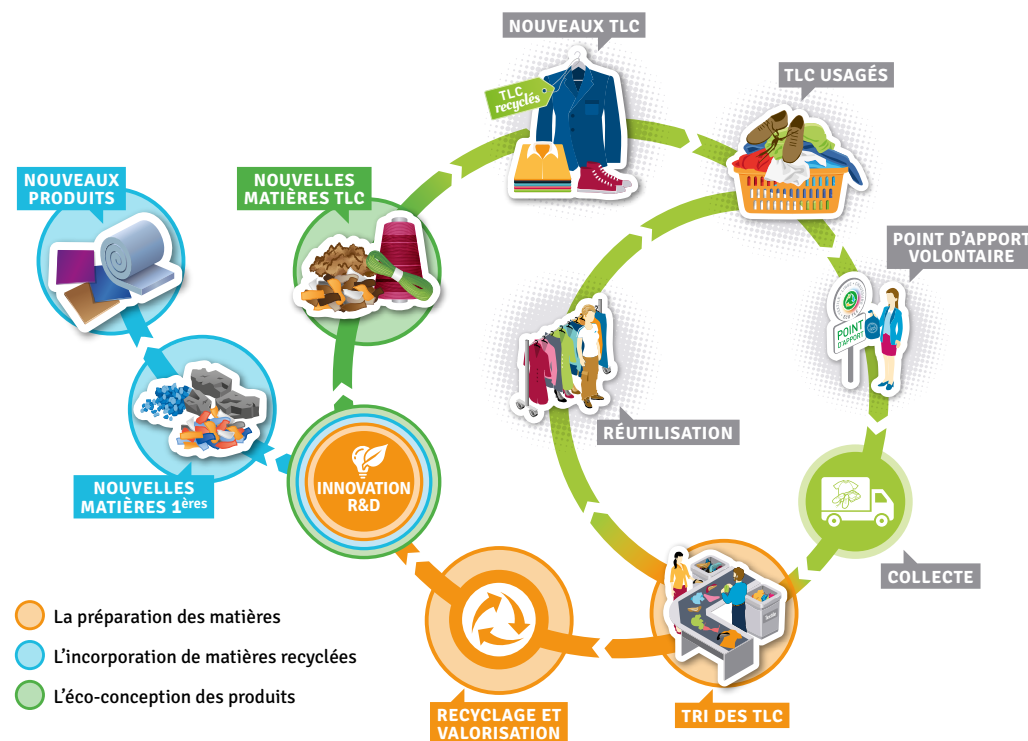 NOUVEAUX TLC
TLC
recyclés
TLC USAGÉS
NOUVEAUX
PRODUITS
NOUVELLES
MATIÈRES TLC
POINT D'APPORT
VOLONTAIRE
POINT
D'APPORT
RÉUTILISATION
NOUVELLES
MATIÈRES 1ères
INNOVATION
R&D
COLLECTE
La préparation des matières
L'incorporation de matières recyclées
L'éco-conception des produits
RECYCLAGE ET
VALORISATION
TRI DES TLC